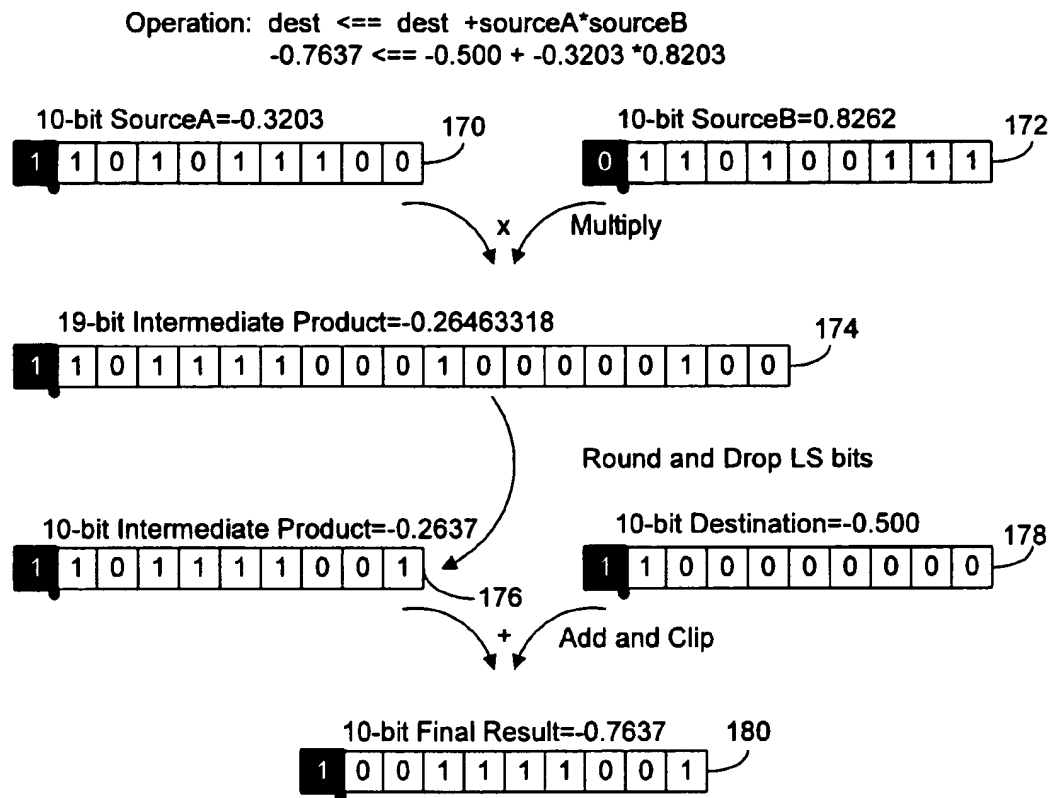 Operation: dest <== dest +sourceA*sourceB
-0.7637 <== -0.500 + -0.3203 *0.8203
10-bit SourceA=-0.3203
170
10-bit SourceB=0.8262
172
1 1 0 1 0 1 1 1 0 0
0 1 1 0 1 0 0 1 1 1
x Multiply
19-bit Intermediate Product=-0.26463318
174
1 1 0 1 1 1 1 0 0 0 1 0 0 0 0 0 1 0 0
Round and Drop LS bits
10-bit Intermediate Product=-0.2637
10-bit Destination=-0.500
178
1 1 0 1 1 1 1 0 0 1
1 1 0 0 0 0 0 0 0 0
176
+ Add and Clip
10-bit Final Result=-0.7637
180
1 0 0 1 1 1 1 0 0 1